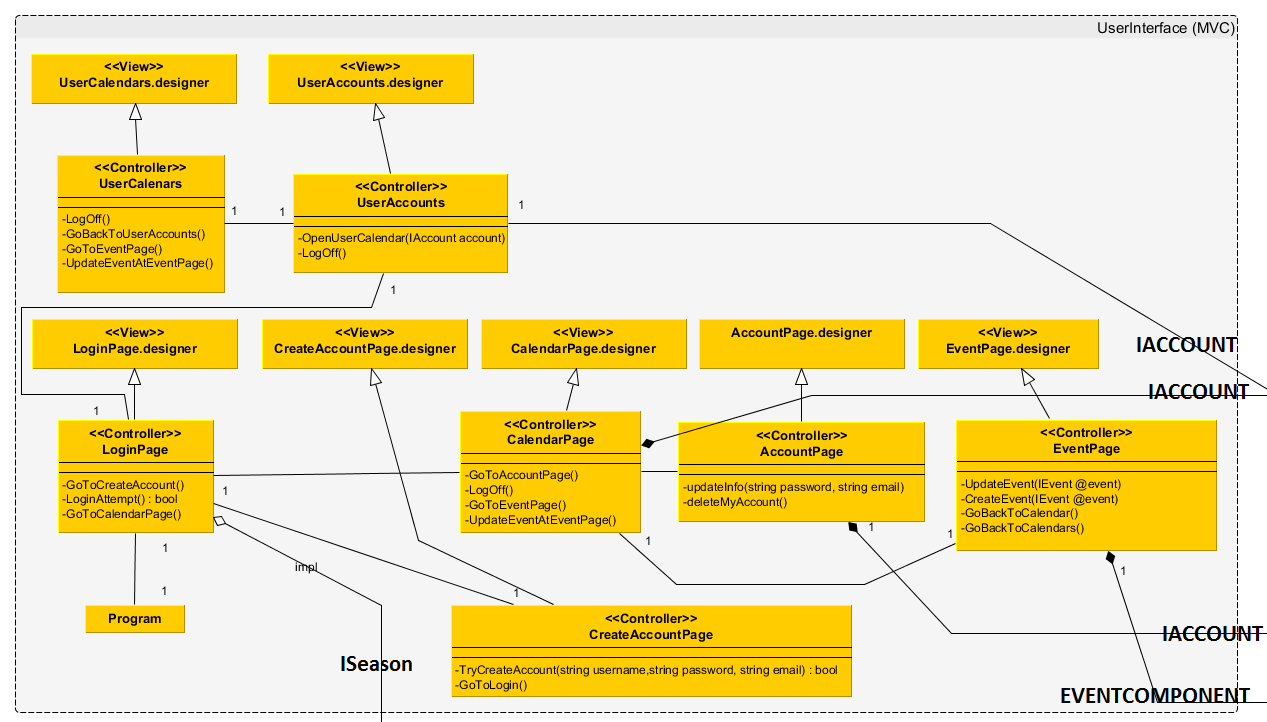 UserInterface (MVC)
<<View>>
UserCalendars.designer
<<View>>
UserAccounts.designer
<<Controller>>
UserCalenars
-LogOff()
-GoBackToUserAccounts()
-GoToEventPage()
-UpdateEventAtEventPage()
1
1
<<Controller>>
UserAccounts
-OpenUserCalendar(IAccount account)
-LogOff()
1
1
<<View>>
LoginPage.designer
<<View>>
CreateAccountPage.designer
<<View>>
CalendarPage.designer
AccountPage.designer
<<View>>
EventPage.designer
IACCOUNT
IACCOUNT
1
<<Controller>>
LoginPage
-GoToCreateAccount()
-LoginAttempt() : bool
-GoToCalendarPage()
1
<<Controller>>
CalendarPage
-GoToAccountPage()
-LogOff()
-GoToEventPage()
-UpdateEventAtEventPage()
<<Controller>>
AccountPage
-updateInfo(string password, string email)
-deleteMyAccount()
<<Controller>>
EventPage
-UpdateEvent(IEvent @event)
-CreateEvent(IEvent @event)
-GoBackToCalendar()
-GoBackToCalendars()
1
1
1
1
1
impl
1
1
Program
<<Controller>>
CreateAccountPage
-TryCreateAccount(string username,string password, string email) : bool
-GoToLogin()
IACCOUNT
ISeason
EVENTCOMPONENT